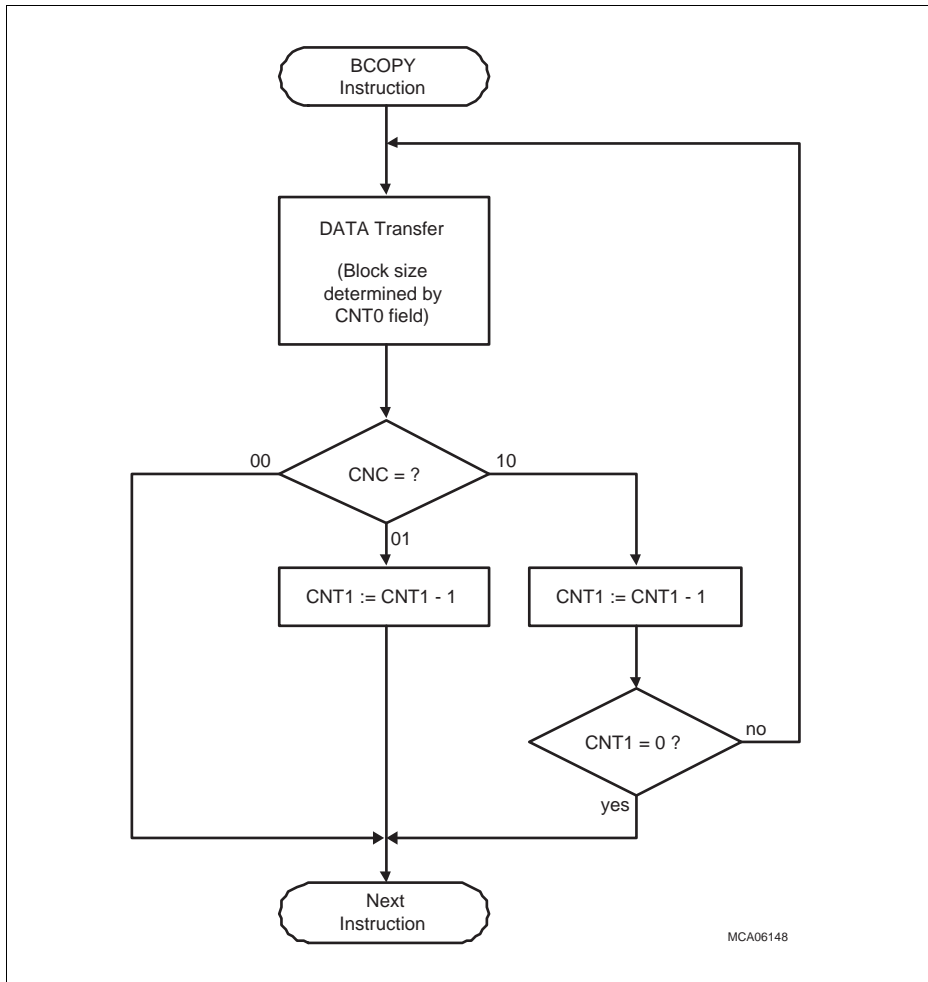 BCOPY
Instruction
DATA Transfer
(Block size
determined by
CNT0 field)
00
CNC = ?
10
01
CNT1 := CNT1 - 1
CNT1 := CNT1 - 1
CNT1 = 0 ?
no
yes
Next
Instruction
MCA06148